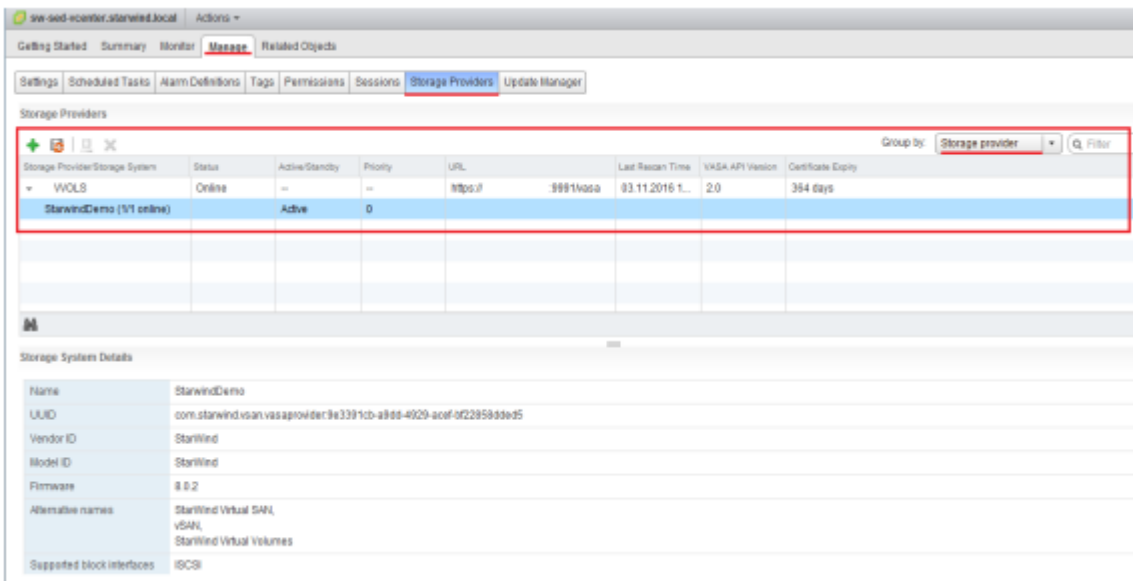 sw-sed-vcenter.starwind.local Actions
Getting Started Summary Monitor Manage Related Objects
Settings Scheduled Tasks Alarm Definitions Tags Permissions Sessions Storage Providers Update Manager
Storage Providers
Group by: Storage provider Filter
Storage Provider/Storage System Status Active/Standby Priority URL Last Rescan Time VASA API Version Certificate Expiry
VVOLS Online -- -- https:// :9991/vasa 03.11.2016 1... 2.0 364 days
StarwindDemo (1/1 online) Active 0
Storage System Details
Name StarwindDemo
UUID com.starwind.vsan.vasaprovider:9e3391cb-a9dd-4929-acef-bf22858dded5
Vendor ID StarWind
Model ID StarWind
Firmware 8.0.2
Alternative names StarWind Virtual SAN,
vSAN,
StarWind Virtual Volumes
Supported block interfaces ISCSI